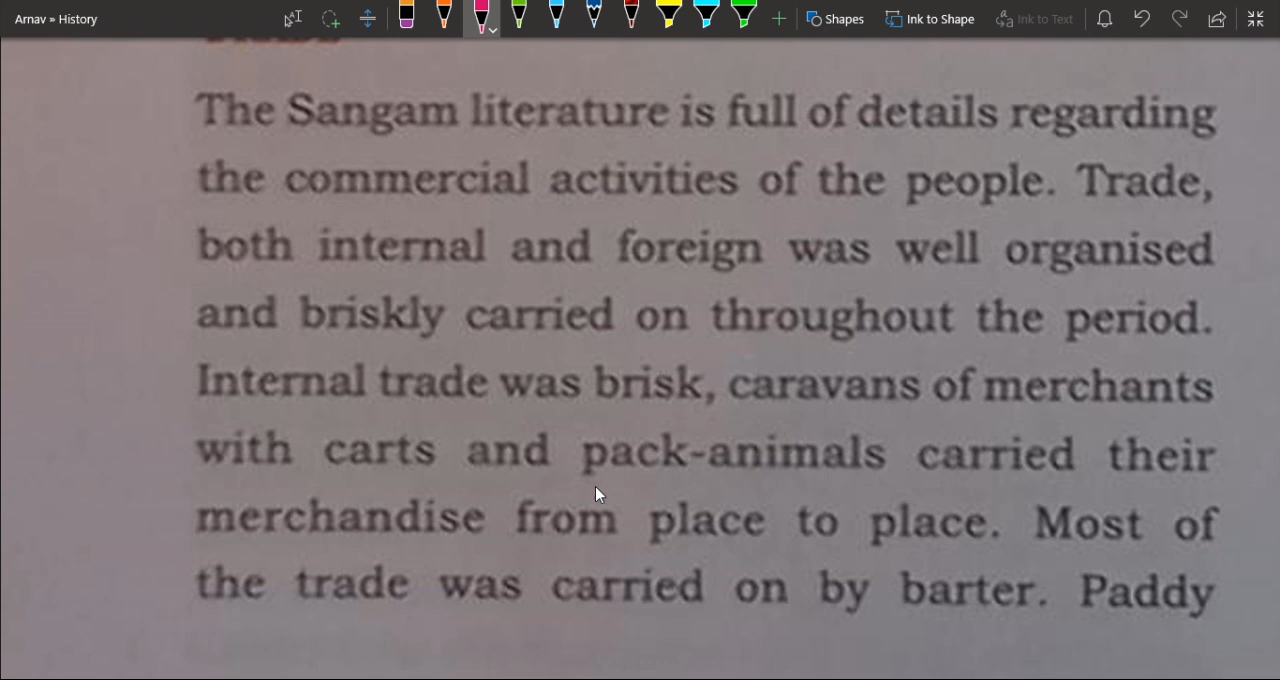 Arnav » History
Shapes
Ink to Shape
Ink to Text
The Sangam literature is full of details regarding
the commercial activities of the people. Trade,
both internal and foreign was well organised
and briskly carried on throughout the period.
Internal trade was brisk, caravans of merchants
with carts and pack-animals carried their
merchandise from place to place. Most of
the trade was carried on by barter. Paddy